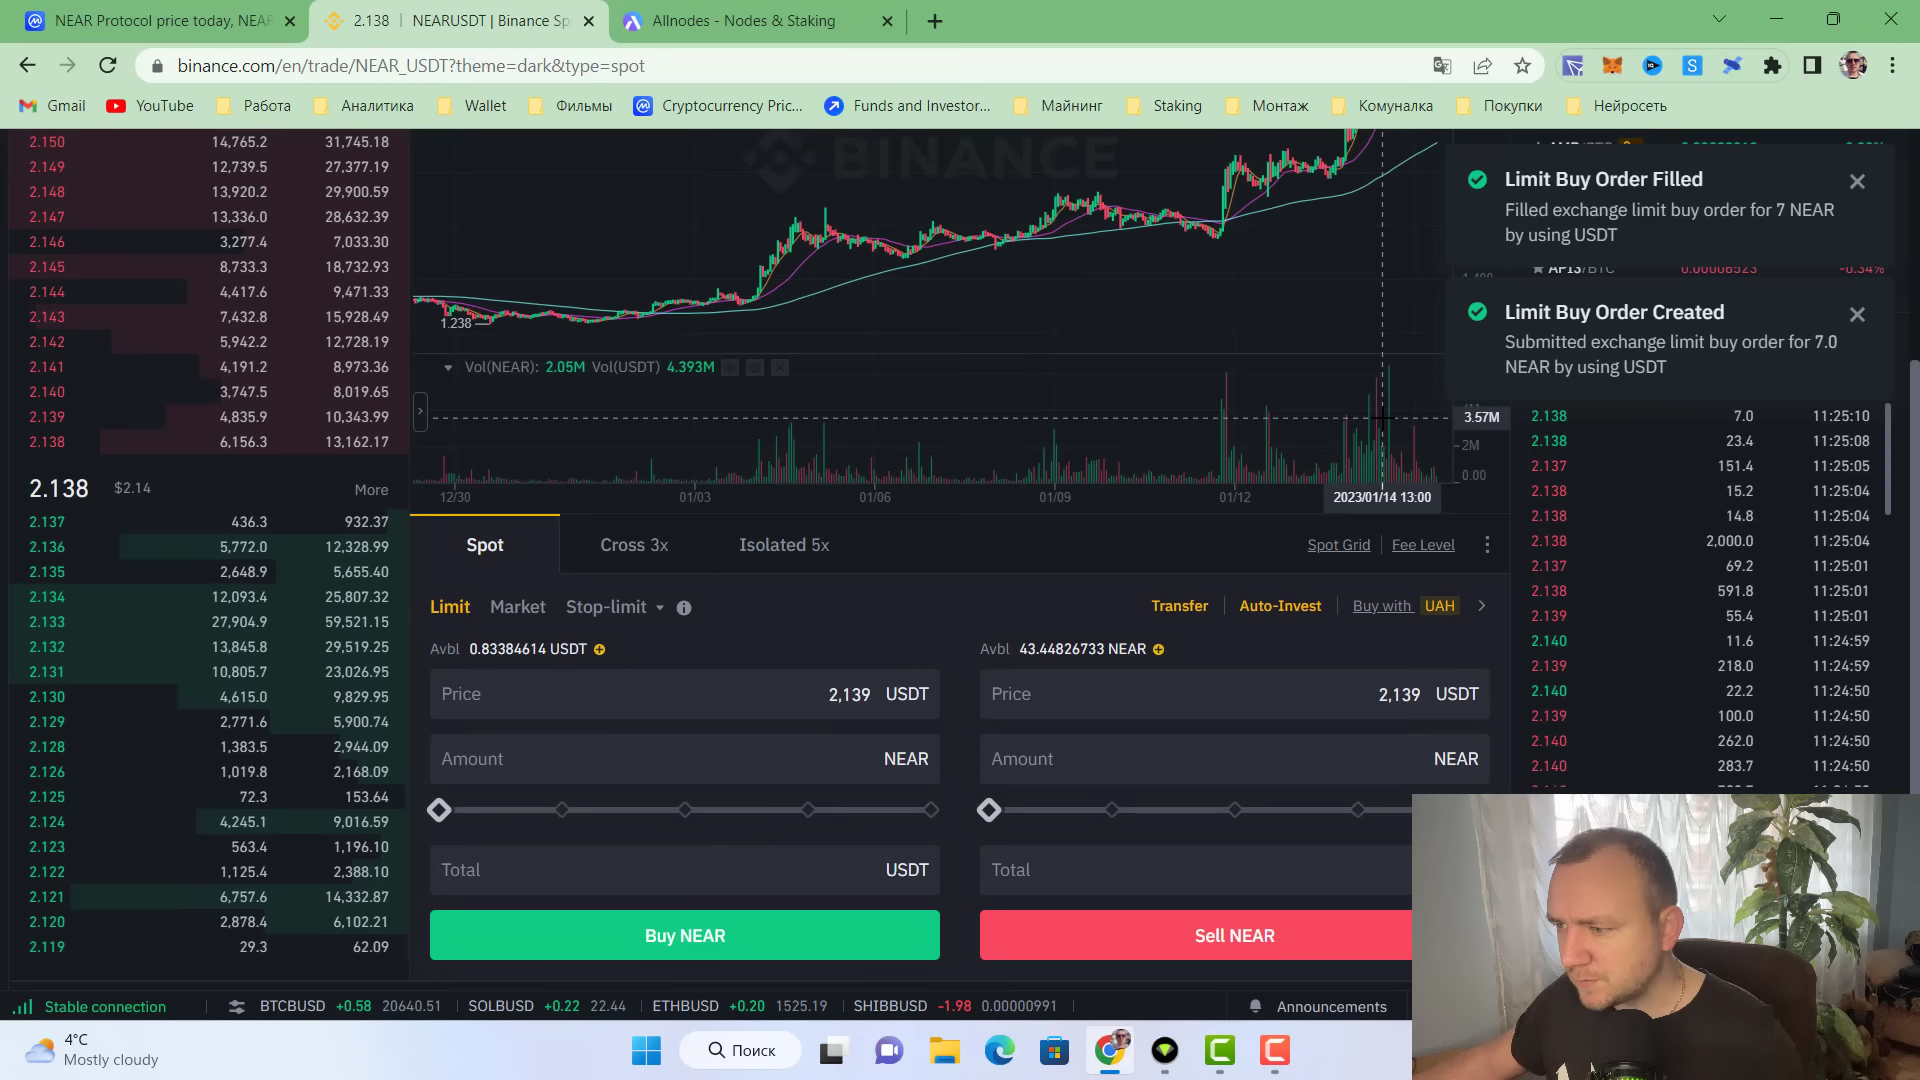 NEAR Protocol price today, NEAR
2.138 | NEARUSDT | Binance Sp
Allnodes - Nodes & Staking
binance.com/en/trade/NEAR_USDT?theme=dark&type=spot
Gmail
YouTube
Работа
Аналитика
Wallet
Фильмы
Cryptocurrency Pric...
Funds and Investor...
Майнинг
Staking
Монтаж
Комуналка
Покупки
Нейросеть
2.150 14,765.2 31,745.18
2.149 12,739.5 27,377.19
2.148 13,920.2 29,900.59
2.147 13,336.0 28,632.39
2.146 3,277.4 7,033.30
2.145 8,733.3 18,732.93
2.144 4,417.6 9,471.33
2.143 7,432.8 15,928.49
2.142 5,942.2 12,728.19
2.141 4,191.2 8,973.36
2.140 3,747.5 8,019.65
2.139 4,835.9 10,343.99
2.138 6,156.3 13,162.17
2.138 $2.14 More
2.137 436.3 932.37
2.136 5,772.0 12,328.99
2.135 2,648.9 5,655.40
2.134 12,093.4 25,807.32
2.133 27,904.9 59,521.15
2.132 13,845.8 29,519.25
2.131 10,805.7 23,026.95
2.130 4,615.0 9,829.95
2.129 2,771.6 5,900.74
2.128 1,383.5 2,944.09
2.126 1,019.8 2,168.09
2.125 72.3 153.64
2.124 4,245.1 9,016.59
2.123 563.4 1,196.10
2.122 1,125.4 2,388.10
2.121 6,757.6 14,332.87
2.120 2,878.4 6,102.21
2.119 29.3 62.09
BINANCE
1.238
Vol(NEAR): 2.05M Vol(USDT) 4.393M
3.57M
2M
0.00
12/30 01/03 01/06 01/09 01/12 2023/01/14 13:00
Spot
Cross 3x
Isolated 5x
Spot Grid
Fee Level
Limit
Market
Stop-limit
Transfer
Auto-Invest
Buy with UAH
Avbl 0.83384614 USDT
Price 2,139 USDT
Amount NEAR
Total USDT
Buy NEAR
Avbl 43.44826733 NEAR
Price 2,139 USDT
Amount NEAR
Total
Sell NEAR
Limit Buy Order Filled
Filled exchange limit buy order for 7 NEAR
by using USDT
API3/BTC 0.00008523 -0.34%
Limit Buy Order Created
Submitted exchange limit buy order for 7.0
NEAR by using USDT
2.138 7.0 11:25:10
2.138 23.4 11:25:08
2.137 151.4 11:25:05
2.138 15.2 11:25:04
2.138 14.8 11:25:04
2.138 2,000.0 11:25:04
2.137 69.2 11:25:01
2.138 591.8 11:25:01
2.139 55.4 11:25:01
2.140 11.6 11:24:59
2.139 218.0 11:24:59
2.140 22.2 11:24:50
2.139 100.0 11:24:50
2.140 262.0 11:24:50
2.140 283.7 11:24:50
Stable connection
BTCBUSD +0.58 20640.51
SOLBUSD +0.22 22.44
ETHBUSD +0.20 1525.19
SHIBBUSD -1.98 0.00000991
Announcements
4°C
Mostly cloudy
Поиск